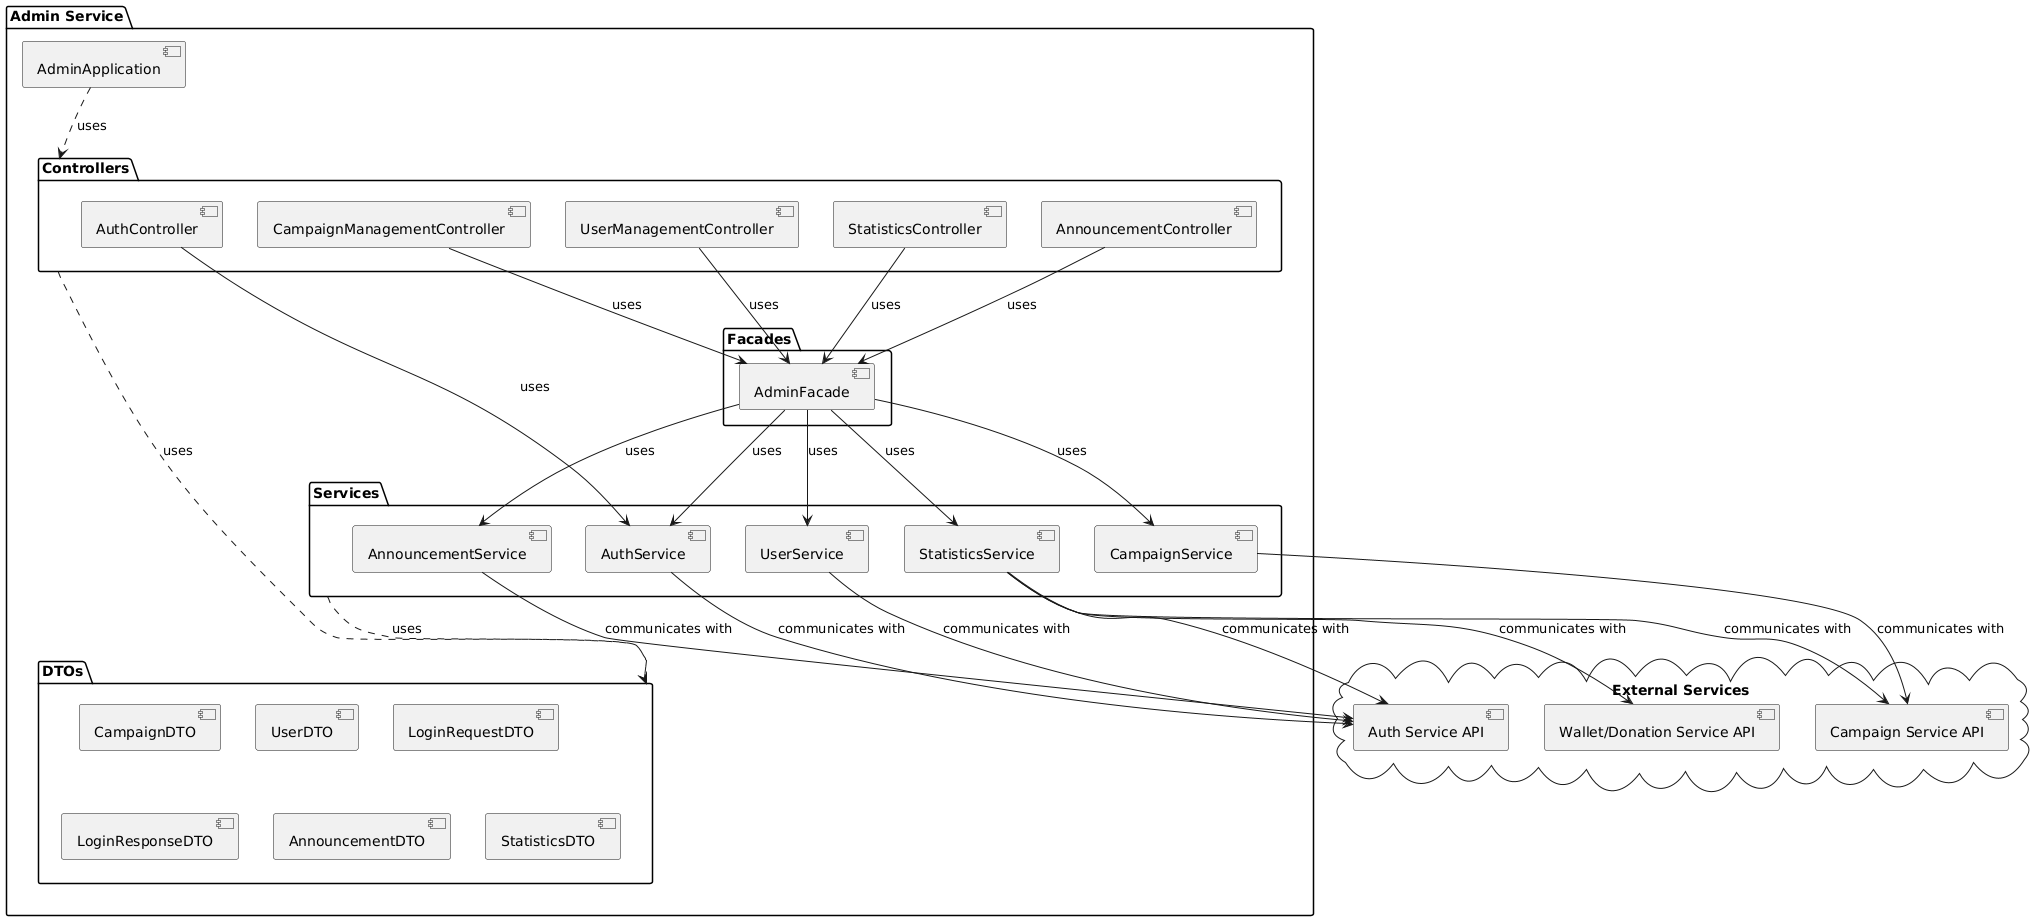 Admin Service
AdminApplication
uses
Controllers
AuthController
CampaignManagementController
UserManagementController
StatisticsController
AnnouncementController
uses
uses
uses
uses
Facades
uses
AdminFacade
uses
uses
uses
uses
uses
uses
Services
AnnouncementService
AuthService
UserService
StatisticsService
CampaignService
uses
communicates with
communicates with
communicates with
communicates with
communicates with
communicates with
communicates with
DTOs
External Services
CampaignDTO
UserDTO
LoginRequestDTO
Auth Service API
Wallet/Donation Service API
Campaign Service API
LoginResponseDTO
AnnouncementDTO
StatisticsDTO